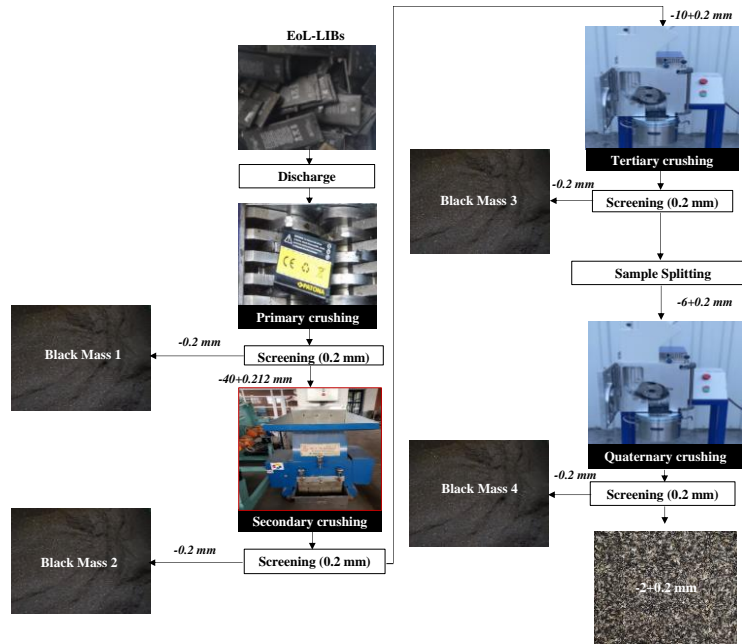 EoL-LIBs
Discharge
CE
PATONA
Primary crushing
-0.2 mm
Black Mass 1
Screening (0.2 mm)
-40+0.212 mm
Secondary crushing
-0.2 mm
Black Mass 2
Screening (0.2 mm)
-10+0.2 mm
Tertiary crushing
-0.2 mm
Black Mass 3
Screening (0.2 mm)
Sample Splitting
-6+0.2 mm
Quaternary crushing
-0.2 mm
Black Mass 4
Screening (0.2 mm)
-2+0.2 mm